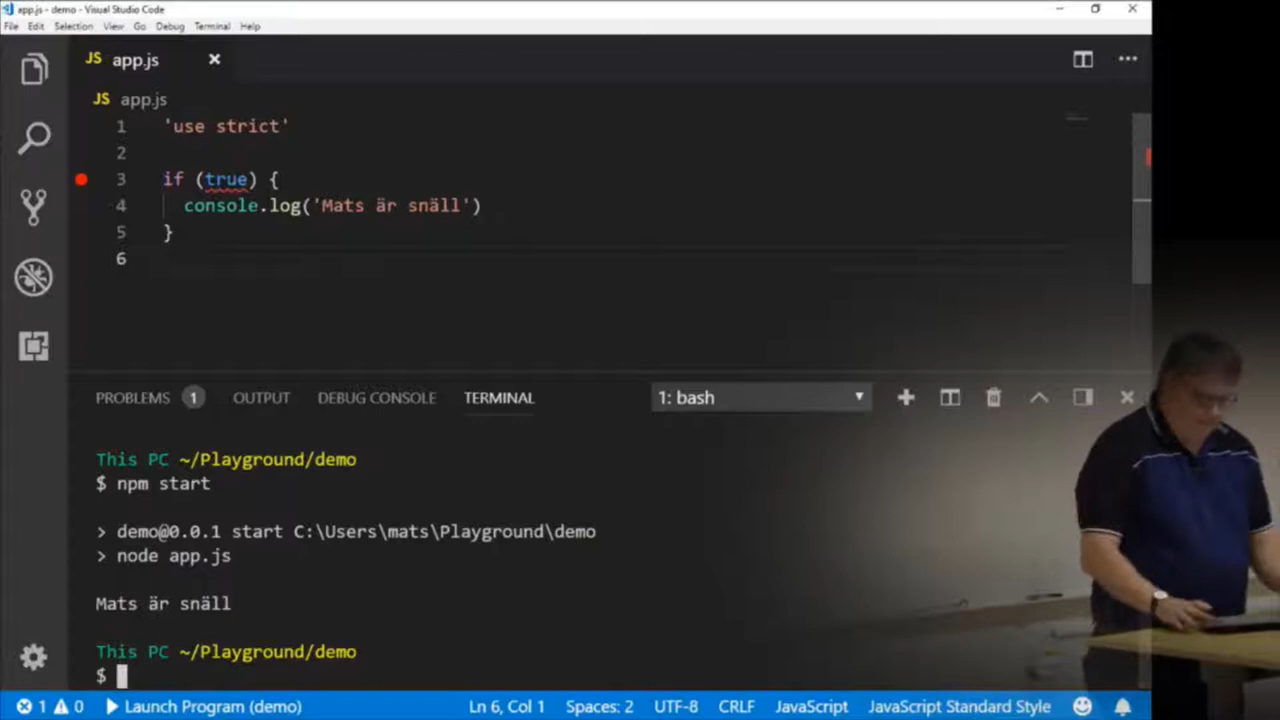 app.js - demo - Visual Studio Code
File Edit Selection View Go Debug Terminal Help
JS app.js
JS app.js
1 'use strict'
2
3 if (true) {
4 console.log('Mats är snäll')
5 }
6
PROBLEMS 1 OUTPUT DEBUG CONSOLE TERMINAL 1: bash
This PC ~/Playground/demo
$ npm start
> demo@0.0.1 start C:\Users\mats\Playground\demo
> node app.js
Mats är snäll
This PC ~/Playground/demo
$
1 0 Launch Program (demo) Ln 6, Col 1 Spaces: 2 UTF-8 CRLF JavaScript JavaScript Standard Style